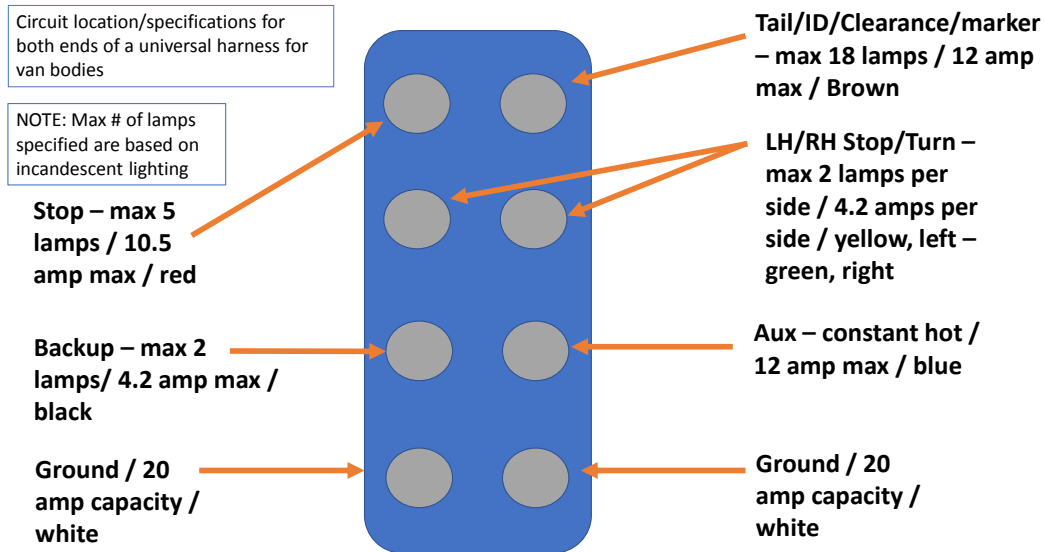 Circuit location/specifications for
both ends of a universal harness for
van bodies
NOTE: Max # of lamps
specified are based on
incandescent lighting
Stop – max 5
lamps / 10.5
amp max / red
Backup – max 2
lamps/ 4.2 amp max /
black
Ground / 20
amp capacity /
white
Tail/ID/Clearance/marker
– max 18 lamps / 12 amp
max / Brown
LH/RH Stop/Turn –
max 2 lamps per
side / 4.2 amps per
side / yellow, left –
green, right
Aux – constant hot /
12 amp max / blue
Ground / 20
amp capacity /
white